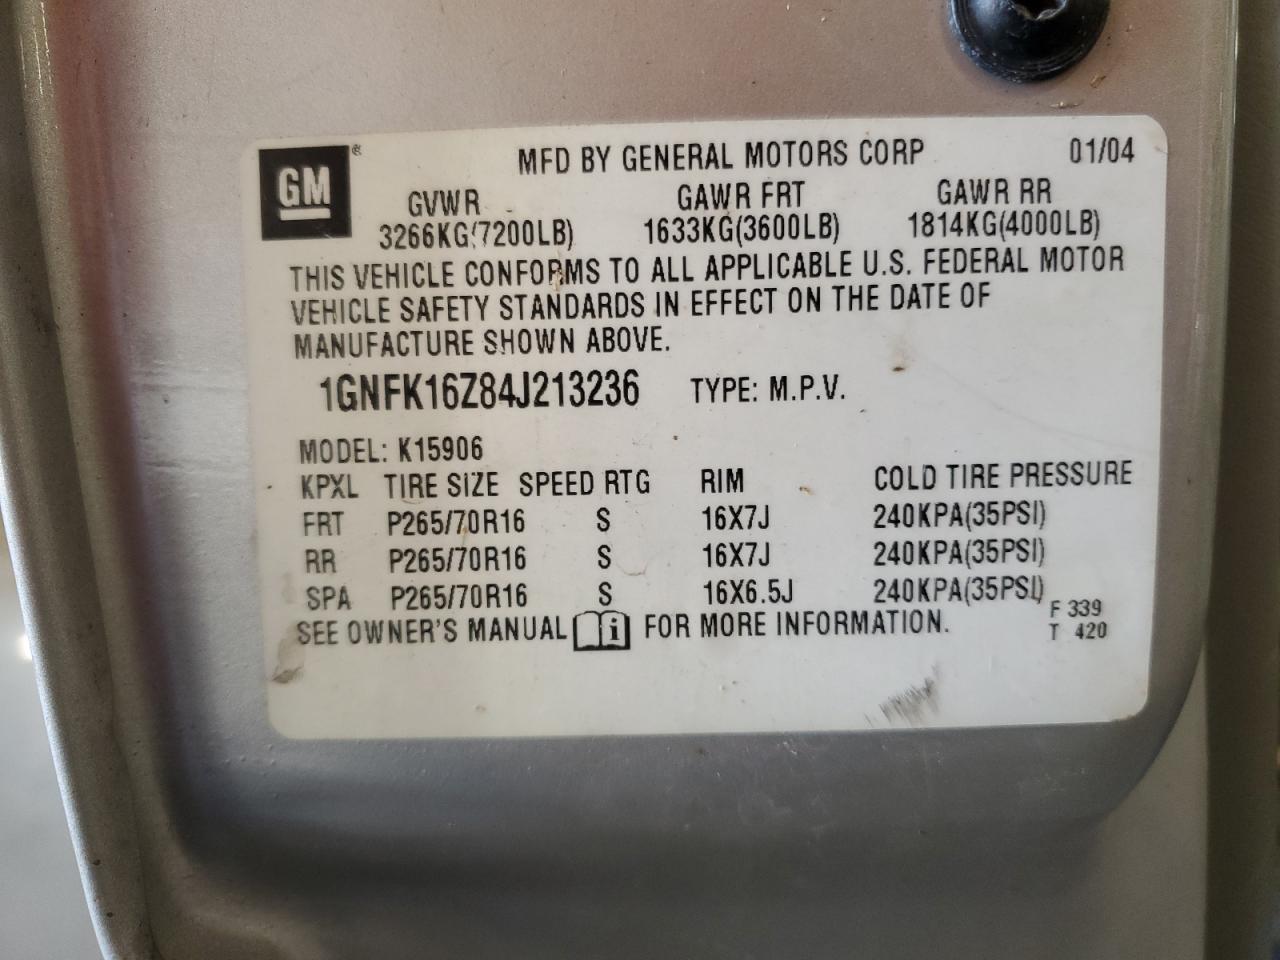 GM®
MFD BY GENERAL MOTORS CORP 01/04
GVWR GAWR FRT GAWR RR
3266KG(7200LB) 1633KG(3600LB) 1814KG(4000LB)
THIS VEHICLE CONFORMS TO ALL APPLICABLE U.S. FEDERAL MOTOR
VEHICLE SAFETY STANDARDS IN EFFECT ON THE DATE OF
MANUFACTURE SHOWN ABOVE.
1GNFK16Z84J213236 TYPE: M.P.V.
MODEL: K15906
KPXL TIRE SIZE SPEED RTG RIM COLD TIRE PRESSURE
FRT P265/70R16 S 16X7J 240KPA(35PSI)
RR P265/70R16 S 16X7J 240KPA(35PSI)
SPA P265/70R16 S 16X6.5J 240KPA(35PSI)
SEE OWNER'S MANUAL i FOR MORE INFORMATION.
F 339
T 420